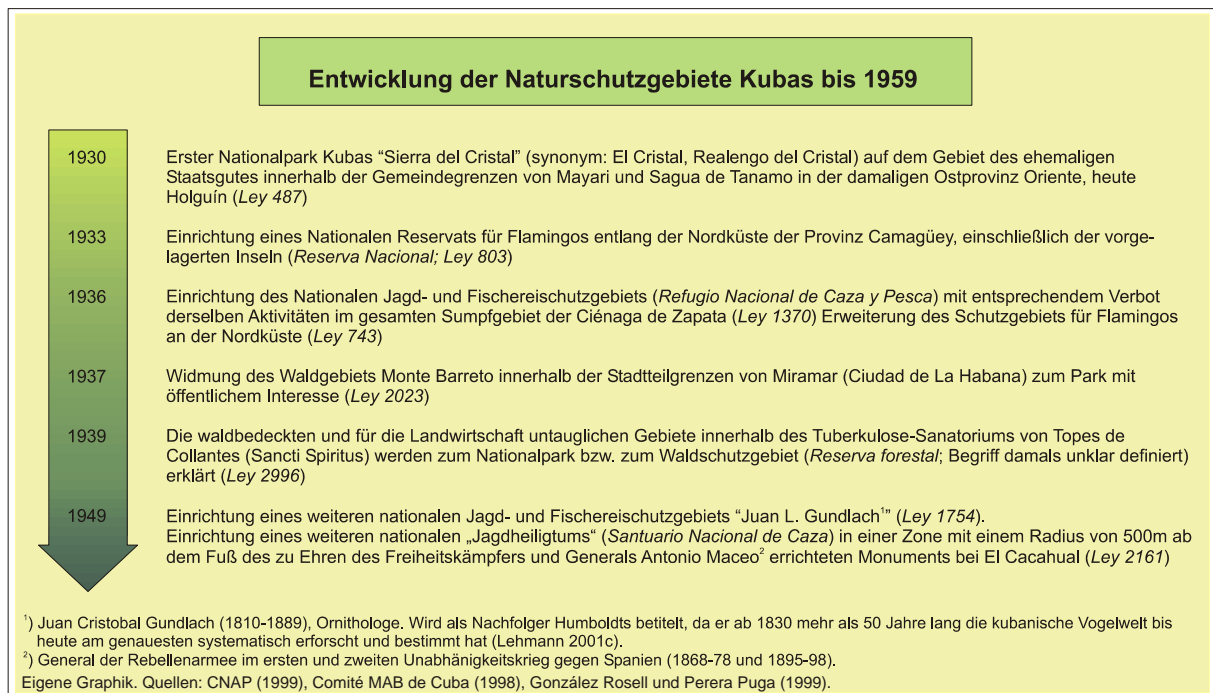 Entwicklung der Naturschutzgebiete Kubas bis 1959
1930
Erster Nationalpark Kubas “Sierra del Cristal” (synonym: El Cristal, Realengo del Cristal) auf dem Gebiet des ehemaligen
Staatsgutes innerhalb der Gemeindegrenzen von Mayari und Sagua de Tanamo in der damaligen Ostprovinz Oriente, heute
Holguín (Ley 487)
1933
Einrichtung eines Nationalen Reservats für Flamingos entlang der Nordküste der Provinz Camagüey, einschließlich der vorge-
lagerten Inseln (Reserva Nacional; Ley 803)
1936
Einrichtung des Nationalen Jagd- und Fischereischutzgebiets (Refugio Nacional de Caza y Pesca) mit entsprechendem Verbot
derselben Aktivitäten im gesamten Sumpfgebiet der Ciénaga de Zapata (Ley 1370) Erweiterung des Schutzgebiets für Flamingos
an der Nordküste (Ley 743)
1937
Widmung des Waldgebiets Monte Barreto innerhalb der Stadtteilgrenzen von Miramar (Ciudad de La Habana) zum Park mit
öffentlichem Interesse (Ley 2023)
1939
Die waldbedeckten und für die Landwirtschaft untauglichen Gebiete innerhalb des Tuberkulose-Sanatoriums von Topes de
Collantes (Sancti Spiritus) werden zum Nationalpark bzw. zum Waldschutzgebiet (Reserva forestal; Begriff damals unklar definiert)
erklärt (Ley 2996)
1949
Einrichtung eines weiteren nationalen Jagd- und Fischereischutzgebiets “Juan L. Gundlach¹” (Ley 1754).
Einrichtung eines weiteren nationalen „Jagdheiligtums“ (Santuario Nacional de Caza) in einer Zone mit einem Radius von 500m ab
dem Fuß des zu Ehren des Freiheitskämpfers und Generals Antonio Maceo² errichteten Monuments bei El Cacahual (Ley 2161)
¹) Juan Cristobal Gundlach (1810-1889), Ornithologe. Wird als Nachfolger Humboldts betitelt, da er ab 1830 mehr als 50 Jahre lang die kubanische Vogelwelt bis
heute am genauesten systematisch erforscht und bestimmt hat (Lehmann 2001c).
²) General der Rebellenarmee im ersten und zweiten Unabhänigkeitskrieg gegen Spanien (1868-78 und 1895-98).
Eigene Graphik. Quellen: CNAP (1999), Comité MAB de Cuba (1998), González Rosell und Perera Puga (1999).